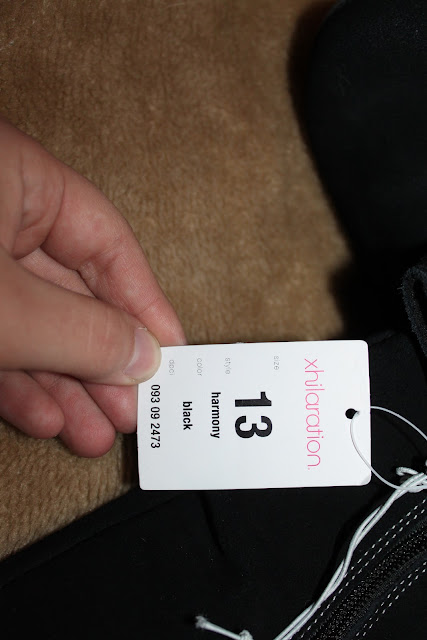 xhilaration.
size 13
style harmony
color black
dpci 093 09 2473